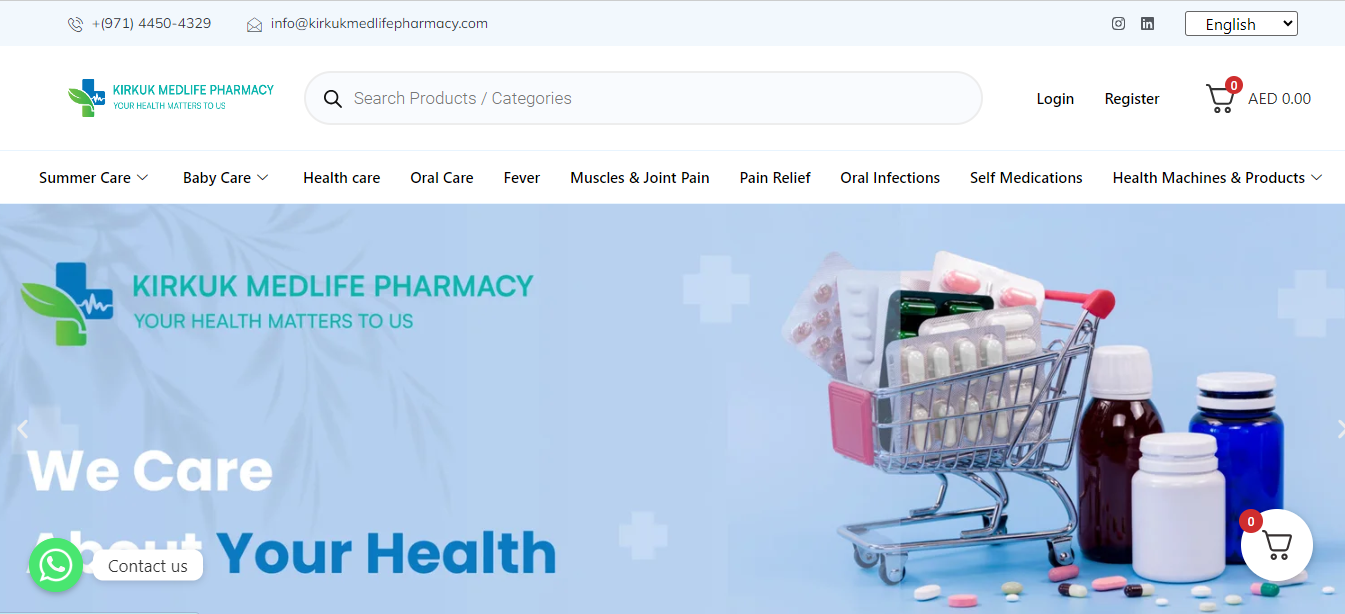 +(971) 4450-4329 info@kirkukmedlifepharmacy.com English
KIRKUK MEDLIFE PHARMACY
YOUR HEALTH MATTERS TO US
Search Products / Categories
Login Register 0 AED 0.00
Summer Care Baby Care Health care Oral Care Fever Muscles & Joint Pain Pain Relief Oral Infections Self Medications Health Machines & Products
KIRKUK MEDLIFE PHARMACY
YOUR HEALTH MATTERS TO US
We Care
About Your Health
Contact us
0